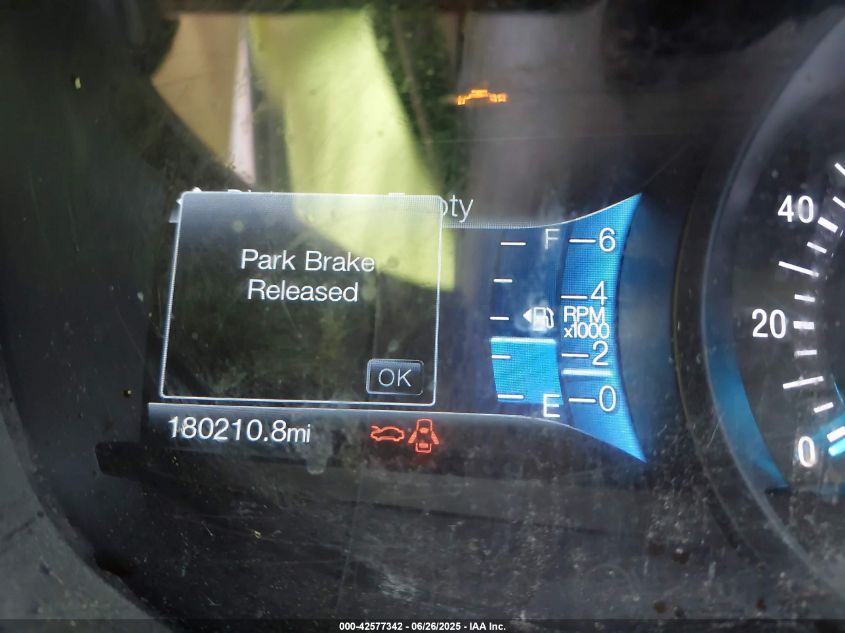 Park Brake
Released
OK
180210.8mi
F
E
6
4
RPM
x1000
2
0
40
20
0
000-42577342 / 06/26/2025 - IAA Inc.